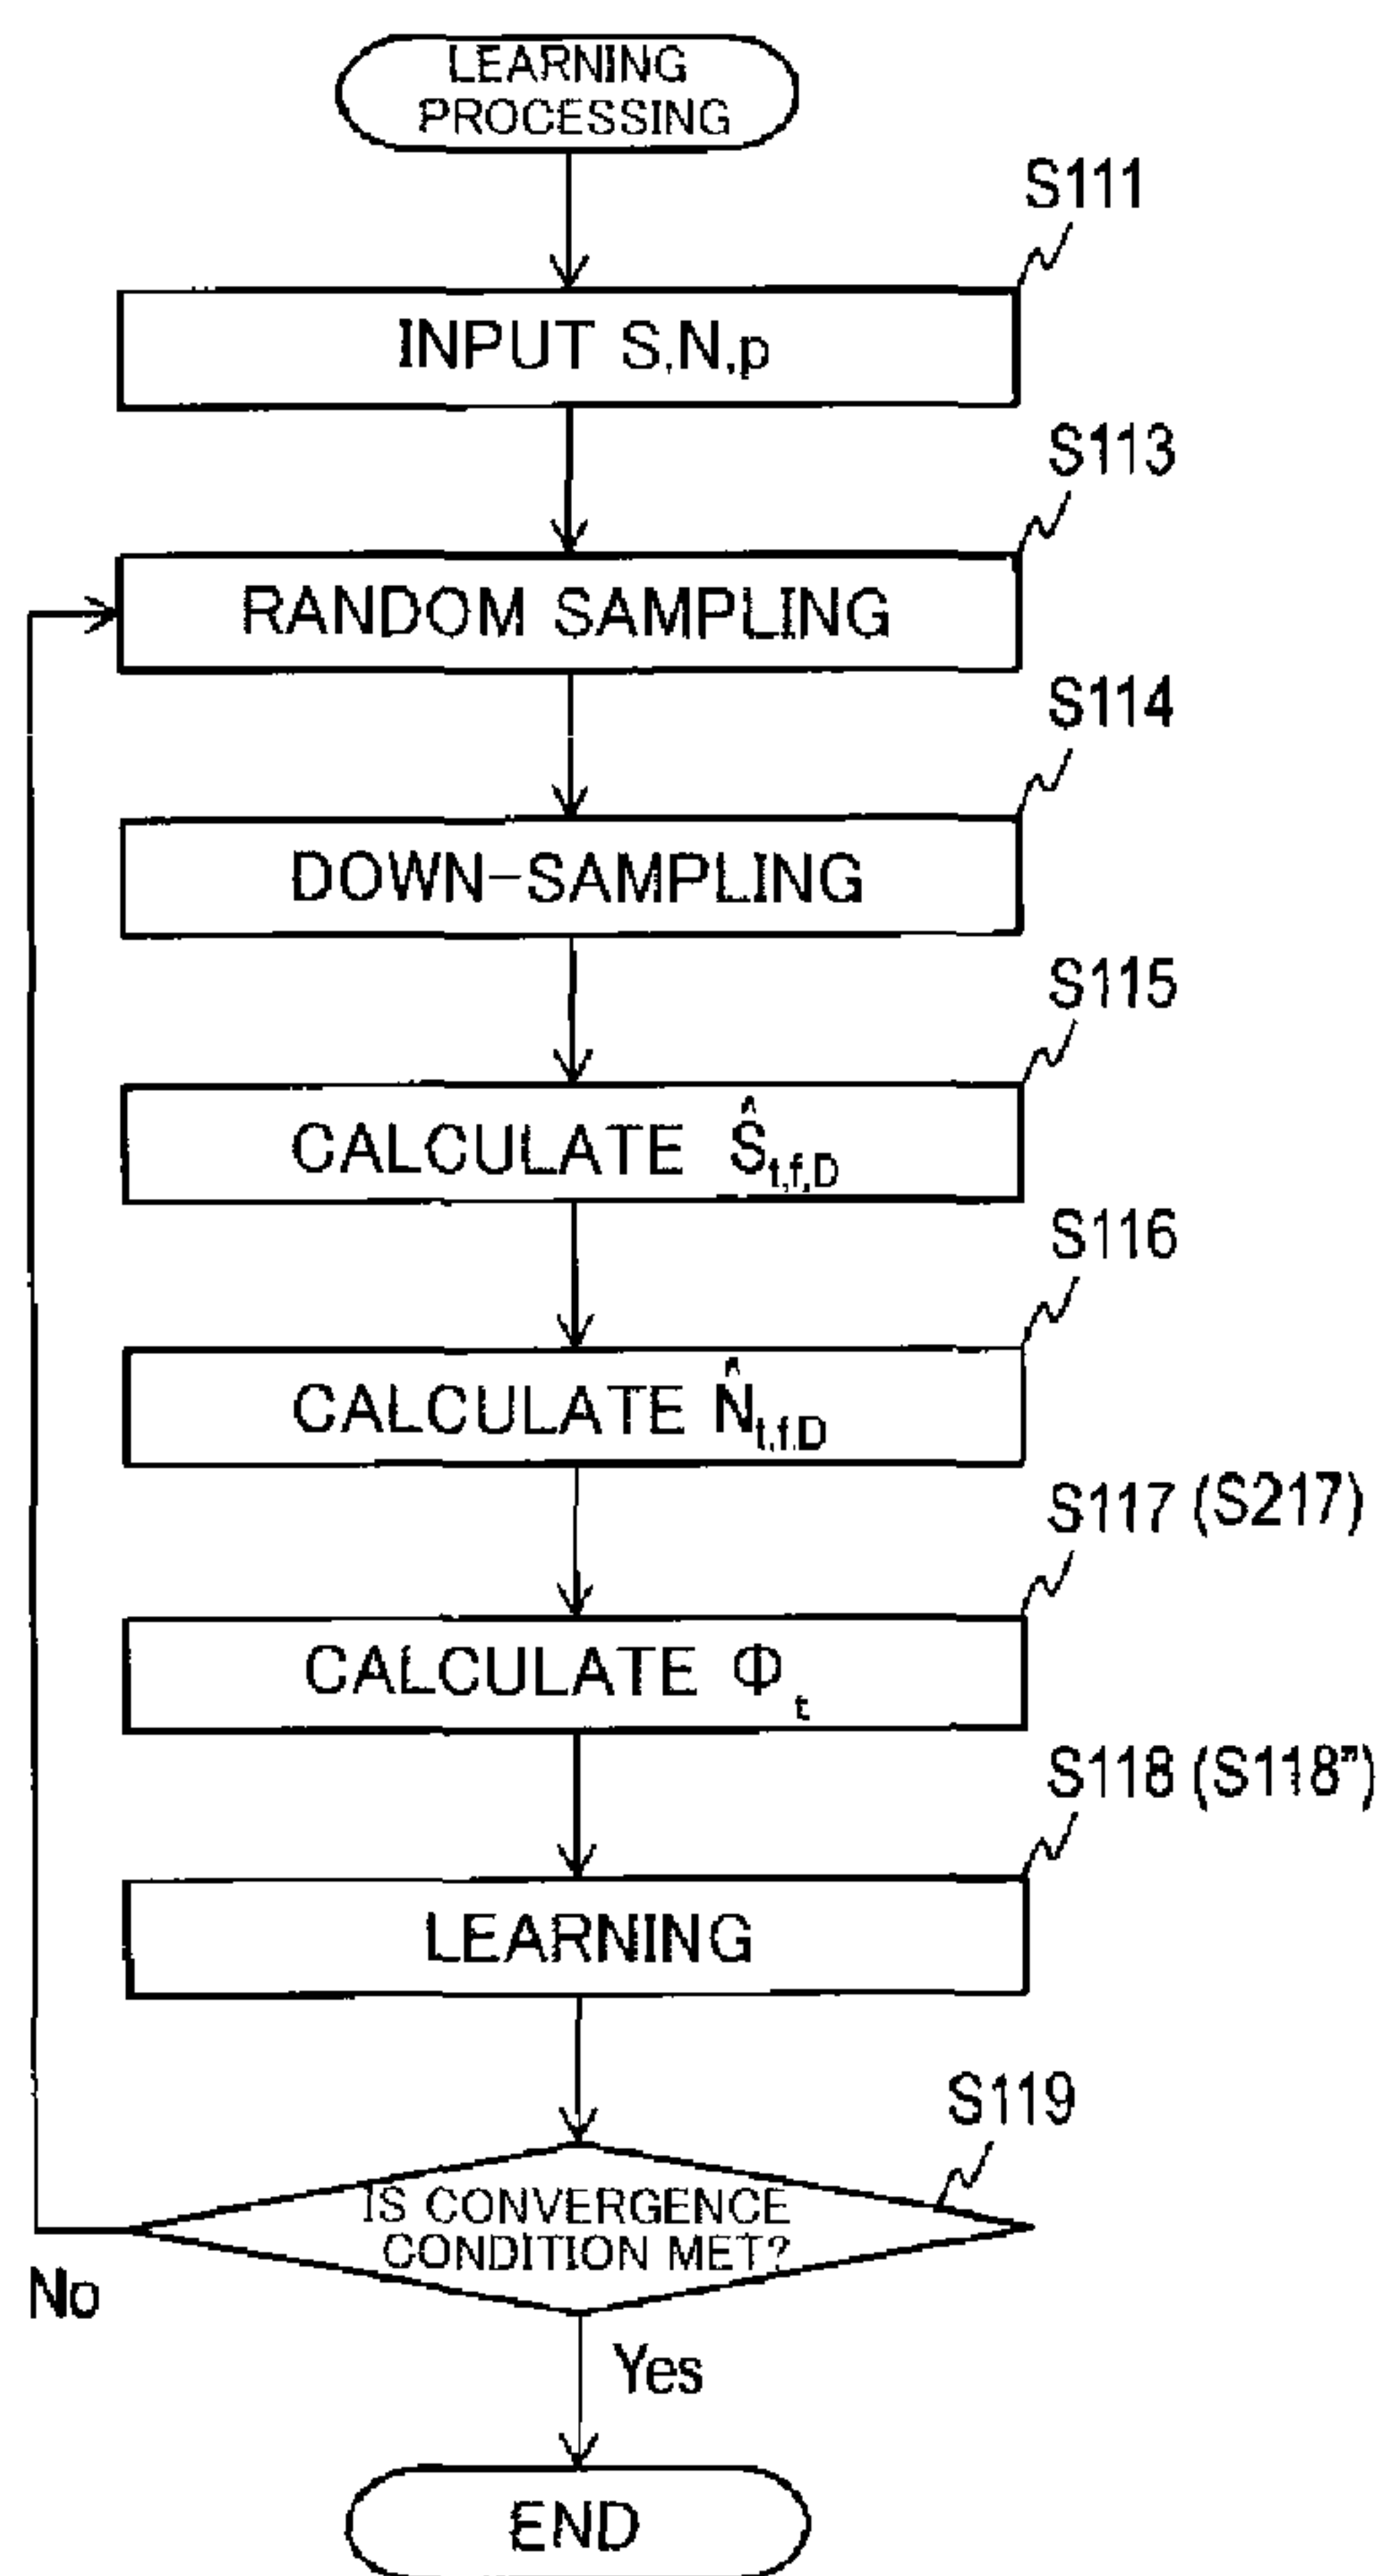 LEARNING
PROCESSING
S111
INPUT S,N,p
S113
RANDOM SAMPLING
S114
DOWN-SAMPLING
S115
CALCULATE Ŝt,f,D
S116
CALCULATE N̂t,f,D
S117 (S217)
CALCULATE Φt
S118 (S118”)
LEARNING
S119
IS CONVERGENCE
CONDITION MET?
No
Yes
END